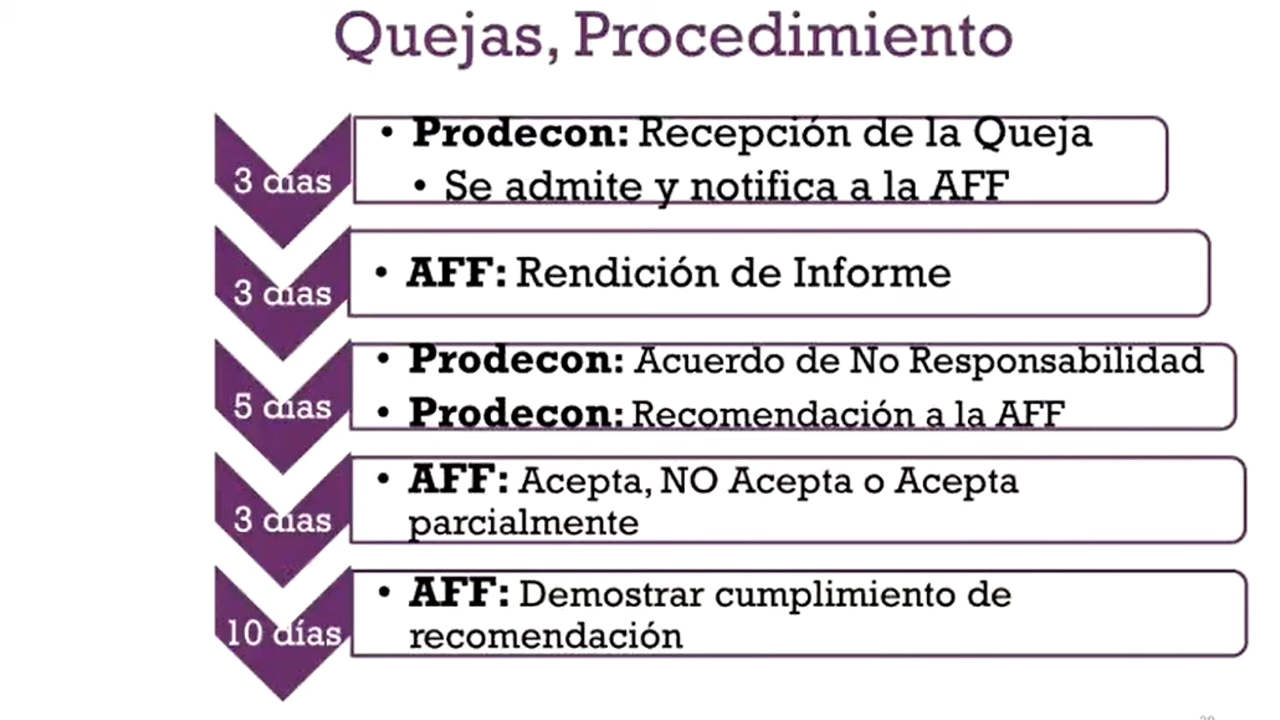 Quejas, Procedimiento
3 días
• Prodecon: Recepción de la Queja
• Se admite y notifica a la AFF
3 días
• AFF: Rendición de Informe
5 días
• Prodecon: Acuerdo de No Responsabilidad
• Prodecon: Recomendación a la AFF
3 días
• AFF: Acepta, NO Acepta o Acepta
parcialmente
10 días
• AFF: Demostrar cumplimiento de
recomendación